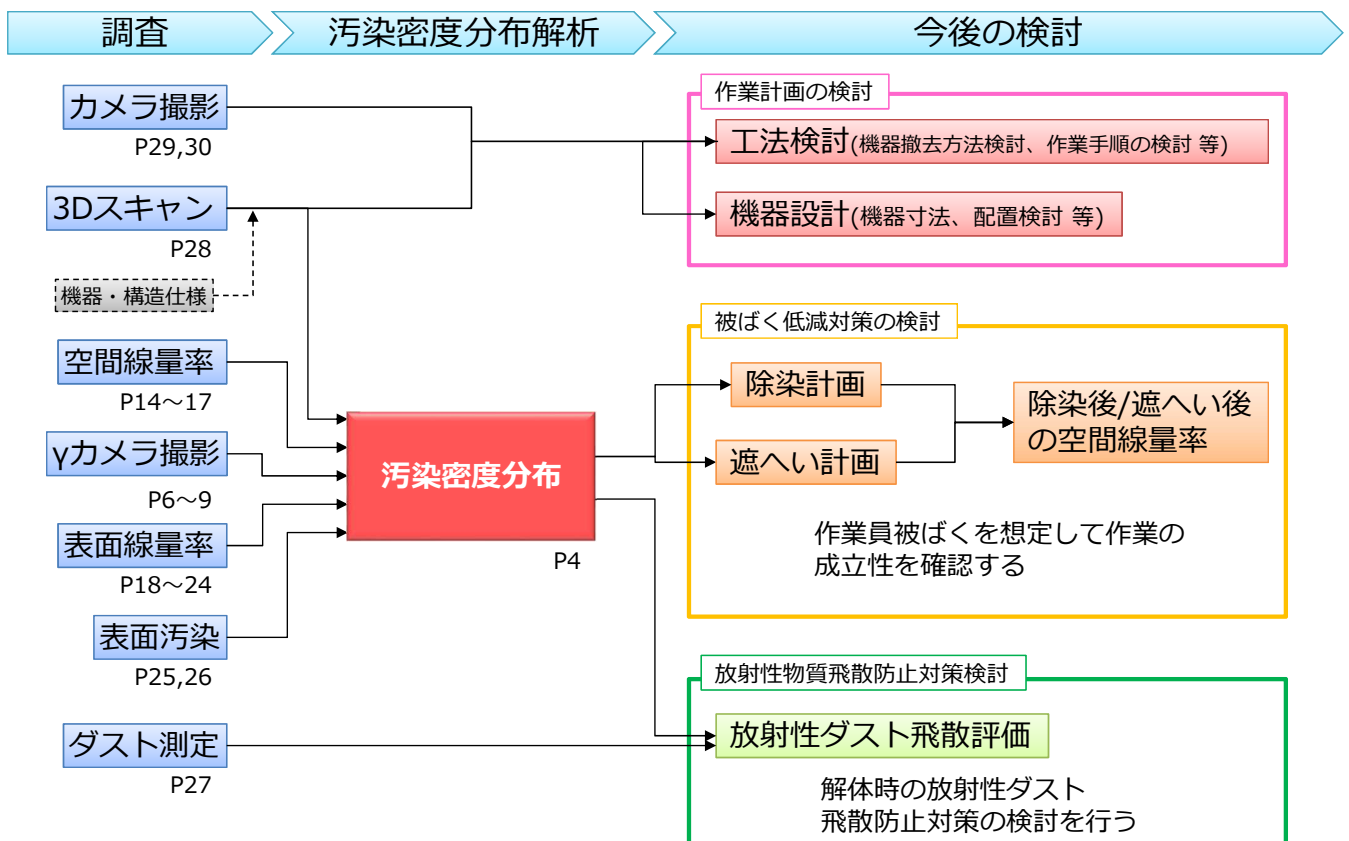 調査
汚染密度分布解析
今後の検討
カメラ撮影
P29,30
3Dスキャン
P28
機器・構造仕様
空間線量率
P14～17
γカメラ撮影
P6～9
表面線量率
P18～24
表面汚染
P25,26
ダスト測定
P27
汚染密度分布
P4
作業計画の検討
工法検討(機器撤去方法検討、作業手順の検討 等)
機器設計(機器寸法、配置検討 等)
被ばく低減対策の検討
除染計画
遮へい計画
除染後/遮へい後
の空間線量率
作業員被ばくを想定して作業の
成立性を確認する
放射性物質飛散防止対策検討
放射性ダスト飛散評価
解体時の放射性ダスト
飛散防止対策の検討を行う